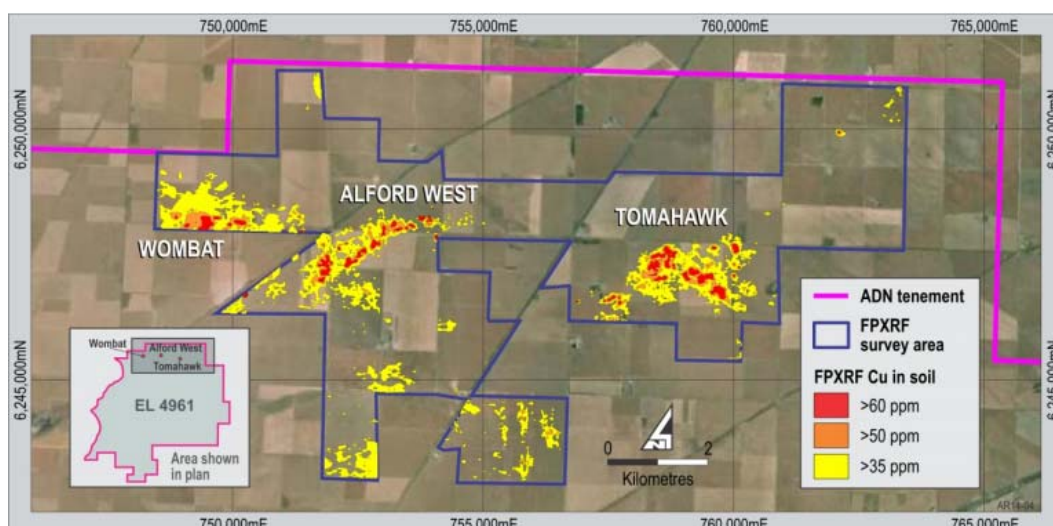 750,000mE
755,000mE
760,000mE
765,000mE
6,250,000mN
6,250,000mN
6,245,000mN
6,245,000mN
ALFORD WEST
WOMBAT
TOMAHAWK
ADN tenement
FPXRF
survey area
FPXRF Cu in soil
>60 ppm
>50 ppm
>35 ppm
Wombat
Alford West
Tomahawk
EL 4961
Area shown
in plan
N
0
2
Kilometres
AR14-04
750,000mE
755,000mE
760,000mE
765,000mE